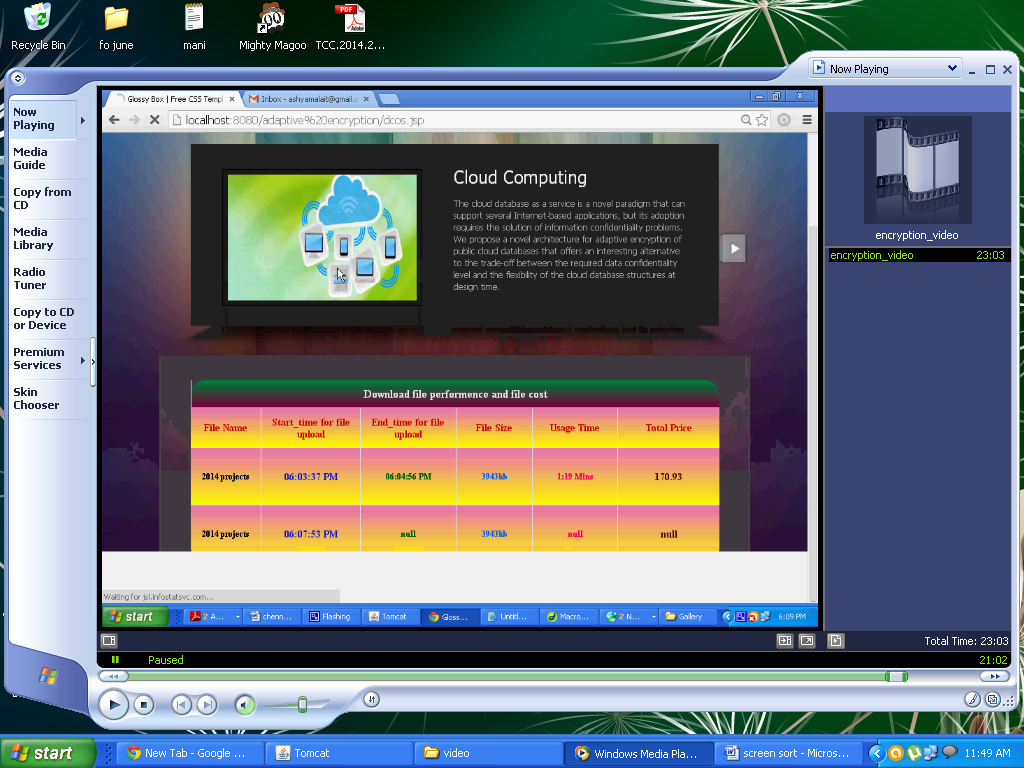 Recycle Bin
fo june
mani
Mighty Magoo
TCC.2014.2...
Now Playing
Now
Playing
Media
Guide
Copy from
CD
Media
Library
Radio
Tuner
Copy to CD
or Device
Premium
Services
Skin
Chooser
Glossy Box | Free CSS Templ
Inbox - ashyamalait@gmail.c
localhost:8080/adaptive%20encryption/dcos.jsp
Cloud Computing
The cloud database as a service is a novel paradigm that can
support several Internet-based applications, but its adoption
requires the solution of information confidentiality problems.
We propose a novel architecture for adaptive encryption of
public cloud databases that offers an interesting alternative
to the trade-off between the required data confidentiality
level and the flexibility of the cloud database structures at
design time.
Download file performence and file cost
File Name Start_time for file upload End_time for file upload File Size Usage Time Total Price
2014 projects 06:03:37 PM 06:04:56 PM 3943kb 1:19 Mins 170.93
2014 projects 06:07:53 PM null 3943kb null null
Waiting for jsl.infostatsvc.com...
start 2 A... chenn... Flashing Tomcat Gloss... Untitl... Macro... 2 N... Gallery 6:09 PM
encryption_video
encryption_video 23:03
Total Time: 23:03
Paused 21:02
start New Tab - Google ... Tomcat video Windows Media Pla... screen sort - Micros... 11:49 AM